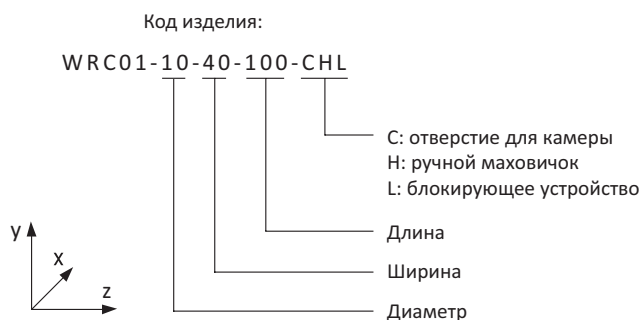 Код изделия:
WRC01-10-40-100-CHL
C: отверстие для камеры
H: ручной маховичок
L: блокирующее устройство
Длина
Ширина
Диаметр
y
x
z